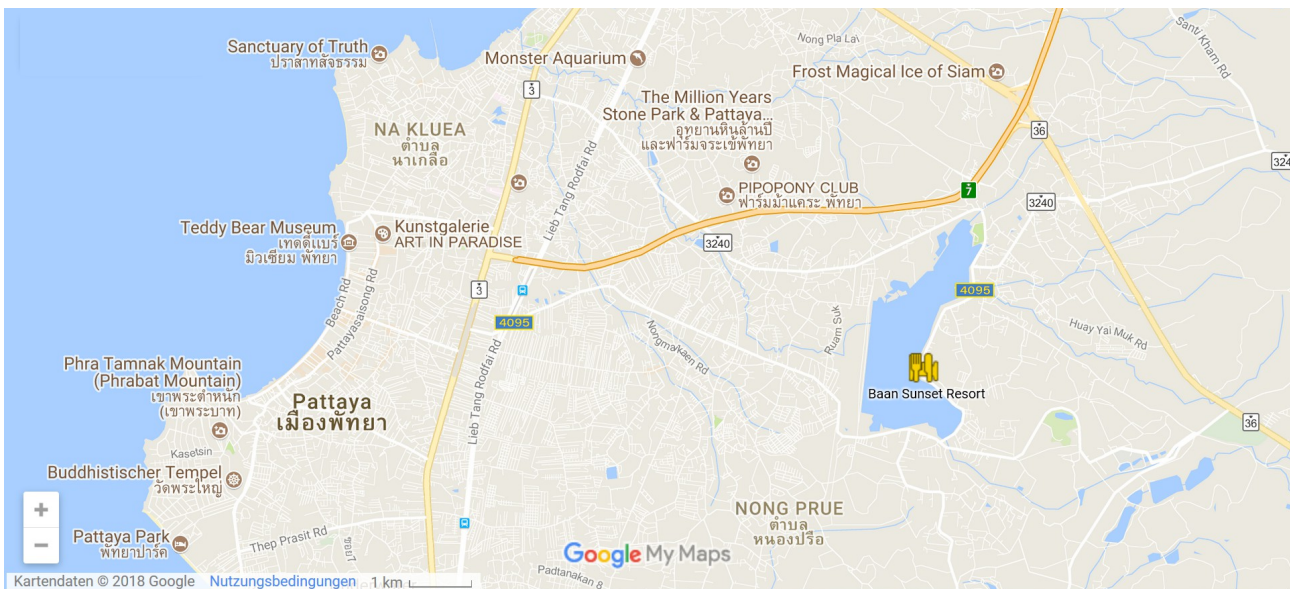 Sanctuary of Truth
ปราสาทสัจธรรม
Monster Aquarium
Nong Pla Lai
Santi Kham Rd
Frost Magical Ice of Siam
3
The Million Years
Stone Park & Pattaya...
อุทยานหินล้านปี
และฟาร์มจระเข้พัทยา
NA KLUEA
ตำบล
นาเกลือ
36
324
Lieb Tang Rodfai Rd
PIPOPONY CLUB
ฟาร์มม้าแคระ พัทยา
7
3240
Teddy Bear Museum
เทดดี้แบร์
มิวเซียม พัทยา
Kunstgalerie
ART IN PARADISE
3240
Beach Rd
Pattayasaisong Rd
3
4095
4095
Nongmaikaen Rd
Ruam Suk
Huay Yai Muk Rd
Phra Tamnak Mountain
(Phrabat Mountain)
เขาพระตำหนัก
(เขาพระบาท)
Lieb Tang Rodfai Rd
Baan Sunset Resort
Pattaya
เมืองพัทยา
36
Kasetsin
Buddhistischer Tempel
วัดพระใหญ่
NONG PRUE
ตำบล
หนองปรือ
+
−
Pattaya Park
พัทยาปาร์ค
Thep Prasit Rd
Google My Maps
Padtanakan 8
Kartendaten © 2018 Google Nutzungsbedingungen 1 km